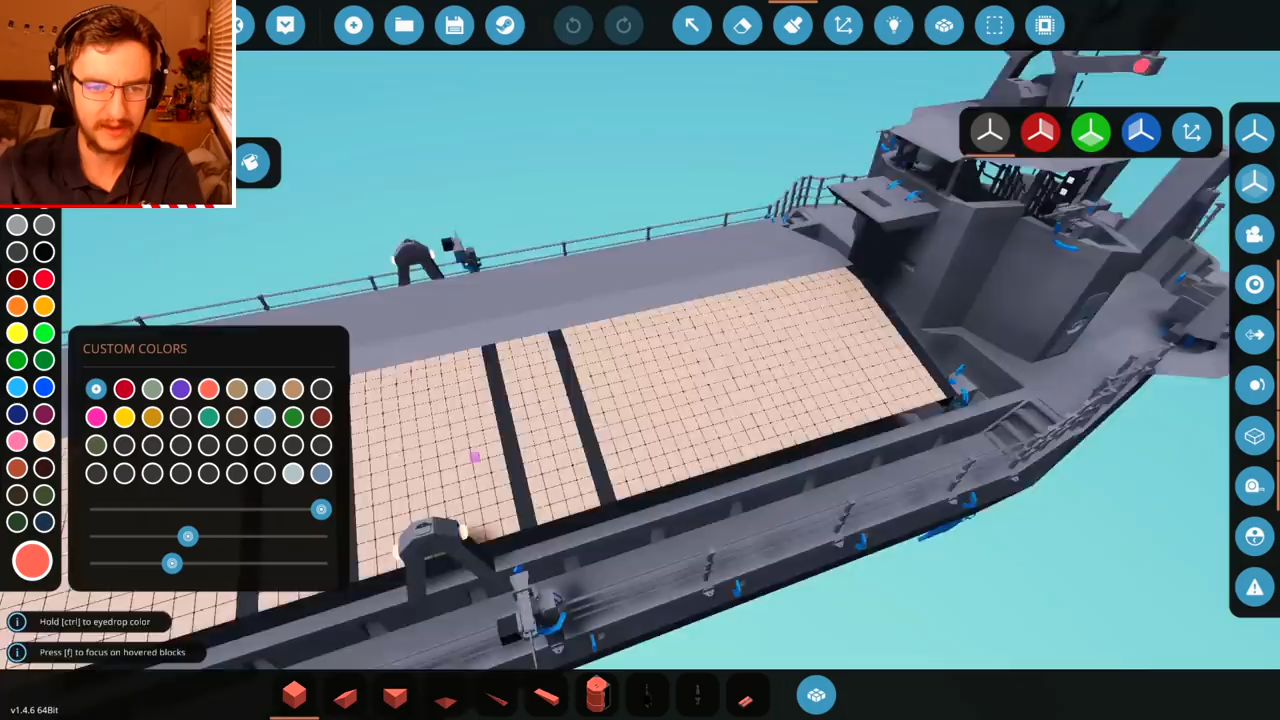 CUSTOM COLORS
Hold [ctrl] to eyedrop color
Press [f] to focus on hovered blocks
v1.4.6 64Bit